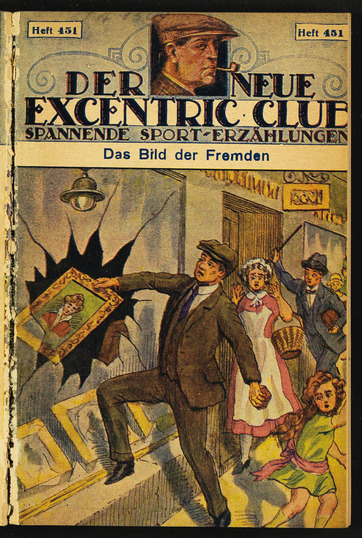 Heft 451
Heft 451
DER NEUE
EXCENTRIC CLUB
SPANNENDE SPORT-ERZÄHLUNGEN
Das Bild der Fremden